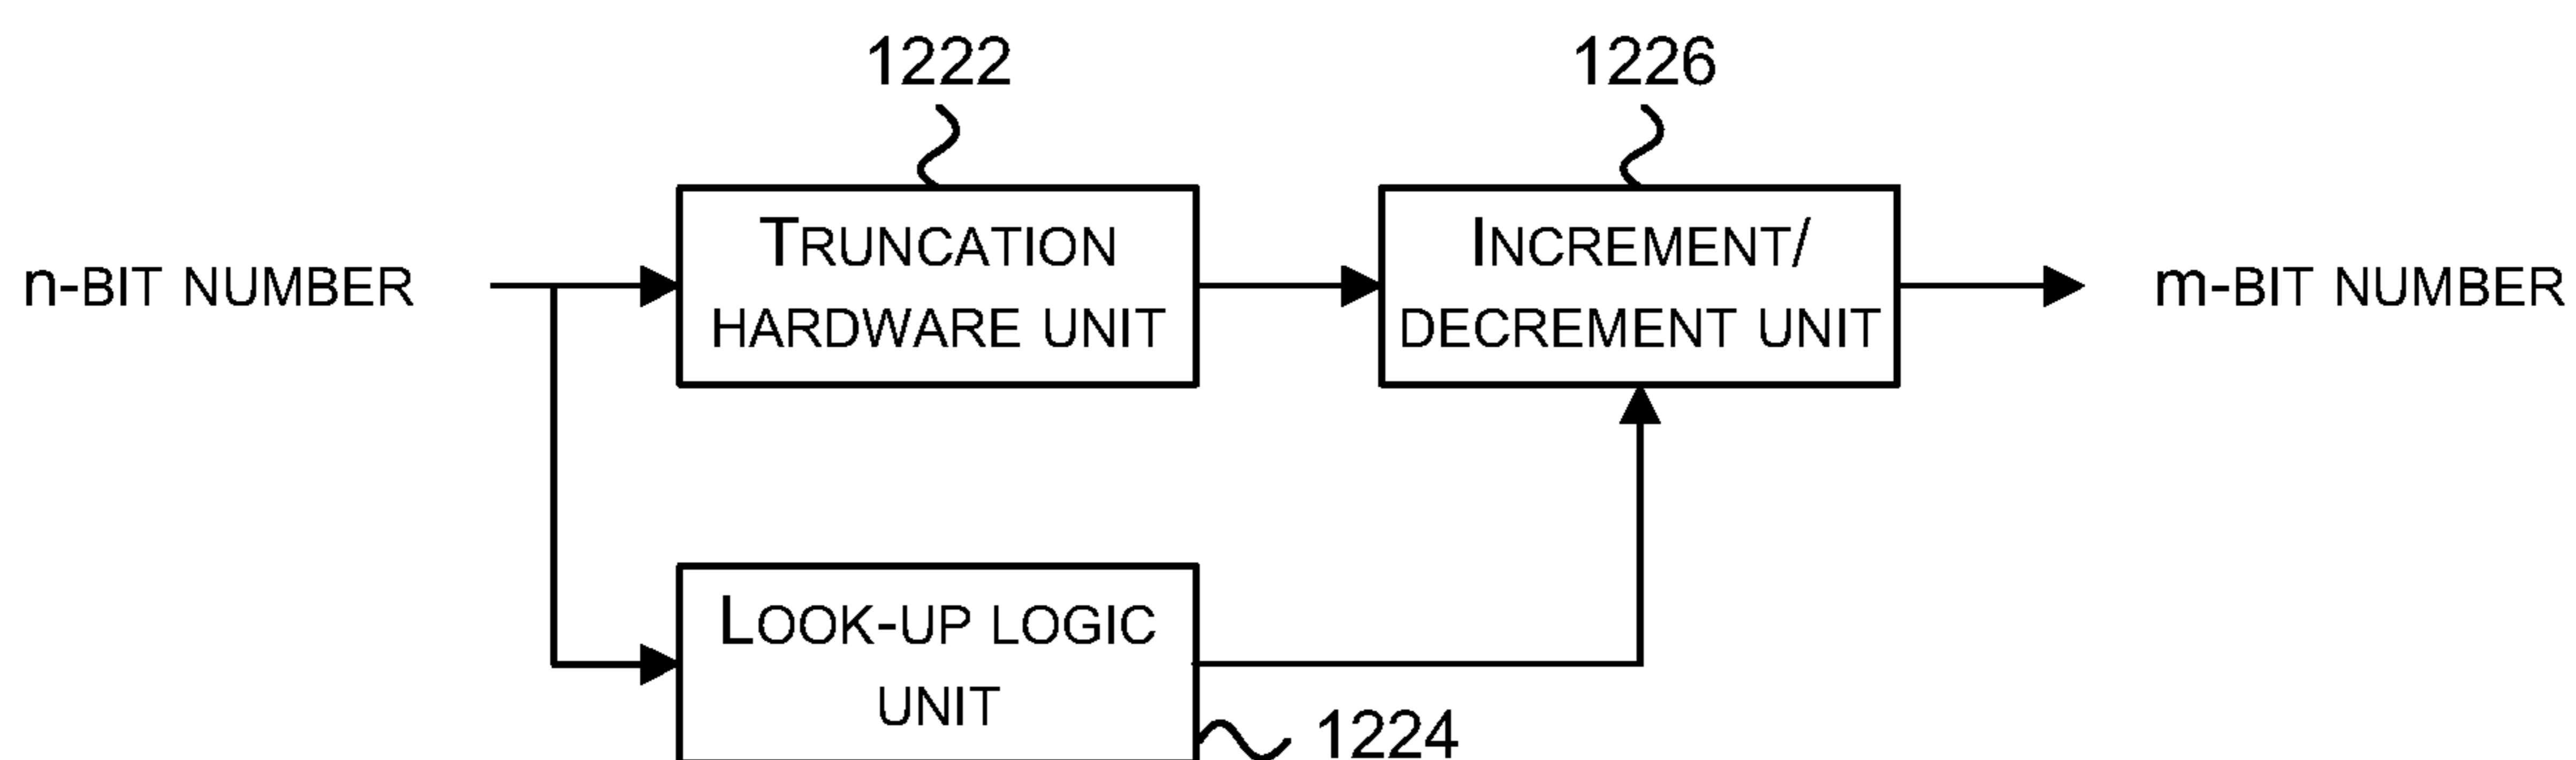 1222
1226
n-BIT NUMBER
TRUNCATION
HARDWARE UNIT
INCREMENT/
DECREMENT UNIT
m-BIT NUMBER
LOOK-UP LOGIC
UNIT
1224